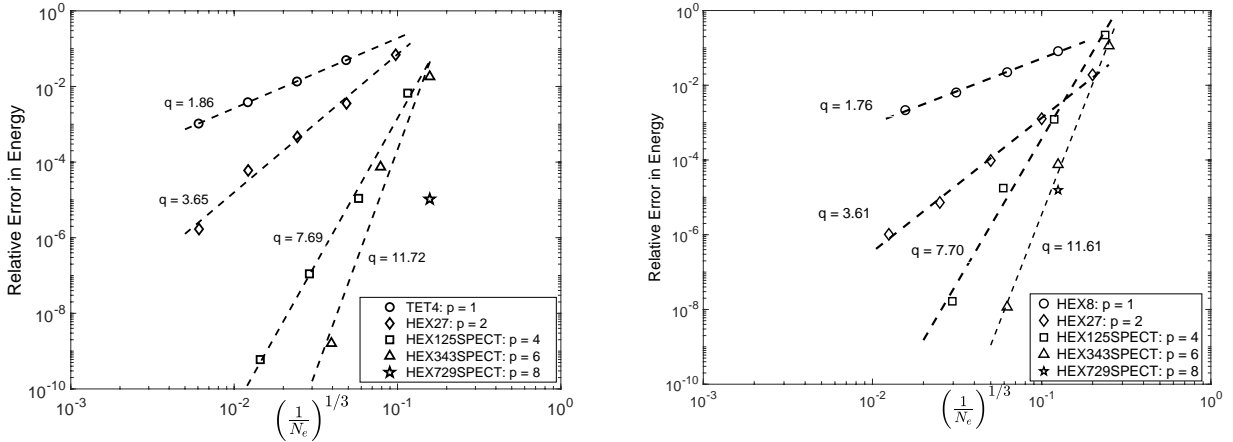 10^0
10^-2
10^-4
10^-6
10^-8
10^-10
10^-3
10^-2
10^-1
10^0
Relative Error in Energy
(1/N_e)^1/3
q = 1.86
q = 3.65
q = 7.69
q = 11.72
TET4: p = 1
HEX27: p = 2
HEX125SPECT: p = 4
HEX343SPECT: p = 6
HEX729SPECT: p = 8
10^0
10^-2
10^-4
10^-6
10^-8
10^-10
10^-3
10^-2
10^-1
10^0
Relative Error in Energy
(1/N_e)^1/3
q = 1.76
q = 3.61
q = 7.70
q = 11.61
HEX8: p = 1
HEX27: p = 2
HEX125SPECT: p = 4
HEX343SPECT: p = 6
HEX729SPECT: p = 8